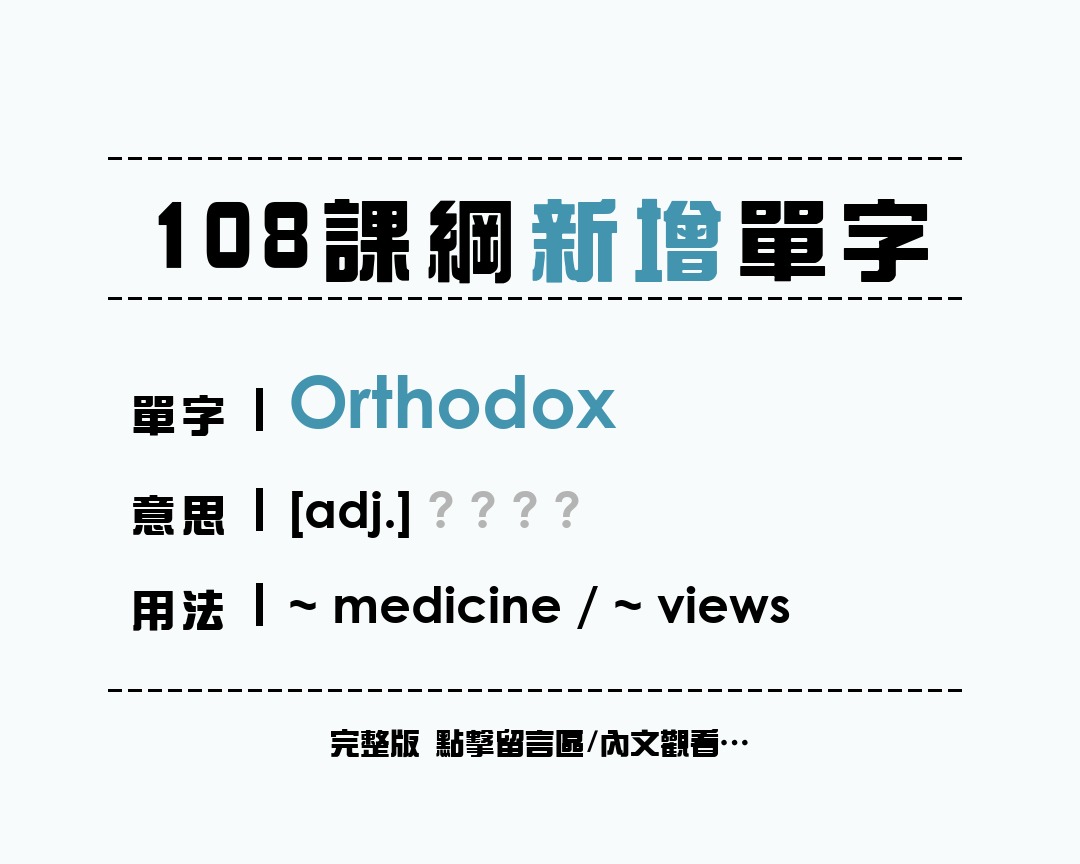 108課綱新增單字
單字 | Orthodox
意思 | [adj.] ? ? ? ?
用法 | ~ medicine / ~ views
完整版 點擊留言區/內文觀看…